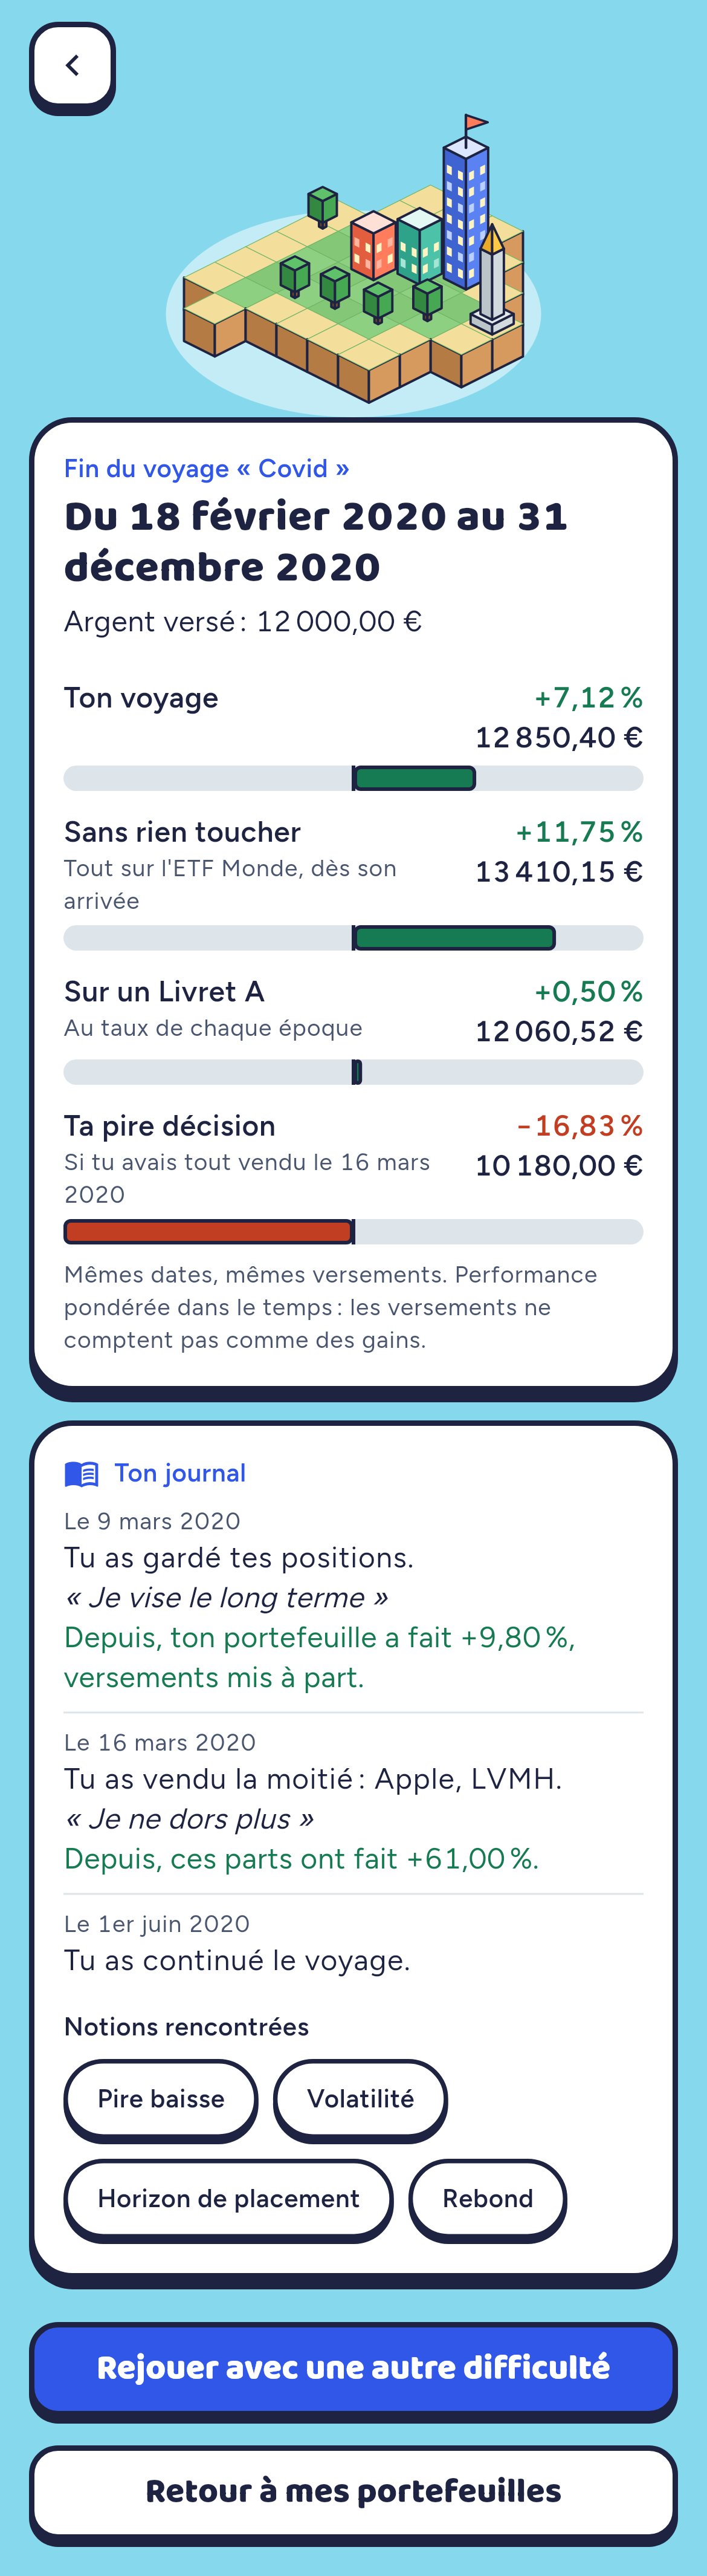 Fin du voyage « Covid »
Du 18 février 2020 au 31
décembre 2020
Argent versé : 12 000,00 €
Ton voyage
+7,12 %
12 850,40 €
Sans rien toucher
+11,75 %
Tout sur l'ETF Monde, dès son
arrivée
13 410,15 €
Sur un Livret A
+0,50 %
Au taux de chaque époque
12 060,52 €
Ta pire décision
−16,83 %
Si tu avais tout vendu le 16 mars
2020
10 180,00 €
Mêmes dates, mêmes versements. Performance
pondérée dans le temps : les versements ne
comptent pas comme des gains.
Ton journal
Le 9 mars 2020
Tu as gardé tes positions.
« Je vise le long terme »
Depuis, ton portefeuille a fait +9,80 %,
versements mis à part.
Le 16 mars 2020
Tu as vendu la moitié : Apple, LVMH.
« Je ne dors plus »
Depuis, ces parts ont fait +61,00 %.
Le 1er juin 2020
Tu as continué le voyage.
Notions rencontrées
Pire baisse
Volatilité
Horizon de placement
Rebond
Rejouer avec une autre difficulté
Retour à mes portefeuilles